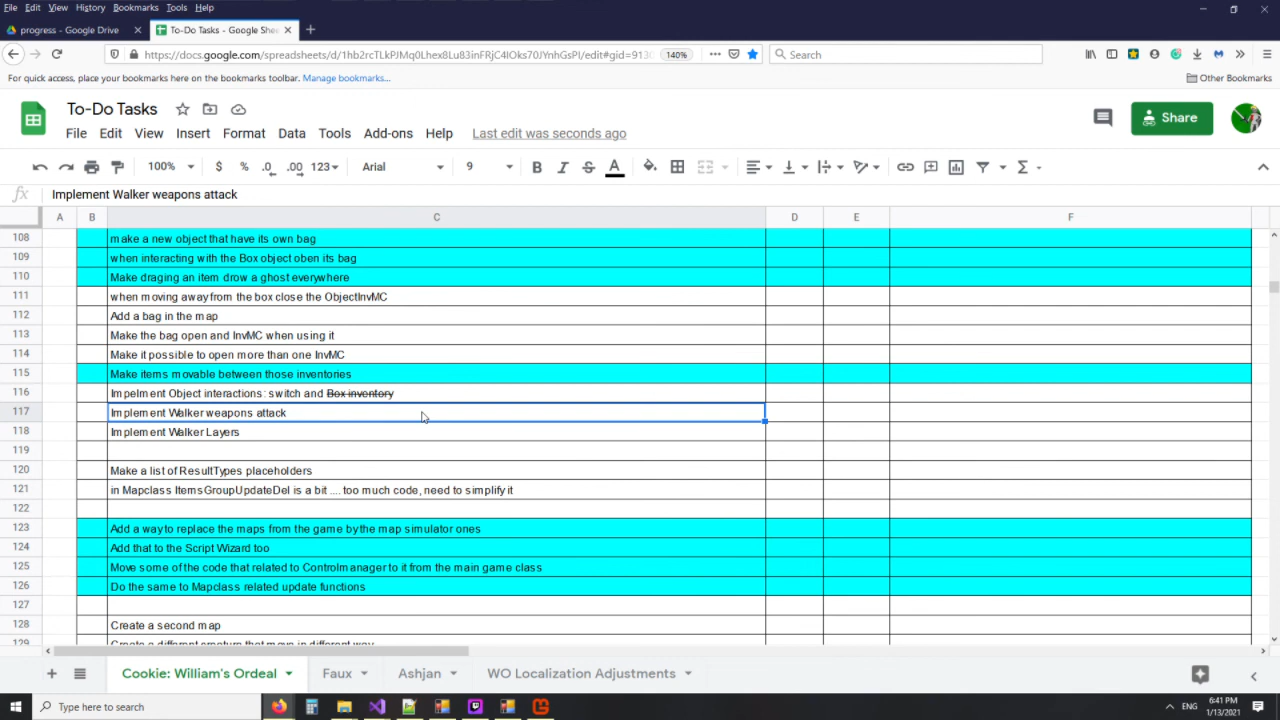 File Edit View History Bookmarks Tools Help
progress - Google Drive
To-Do Tasks - Google Shee
https://docs.google.com/spreadsheets/d/1hb2rcTLkPJMq0Lhex8Lu83inFRjC4IOks70JYmhGsPI/edit#gid=913
140%
Search
For quick access, place your bookmarks here on the bookmarks toolbar. Manage bookmarks...
Other Bookmarks
To-Do Tasks
File Edit View Insert Format Data Tools Add-ons Help Last edit was seconds ago
Share
100% $ % .0 .00 123 Arial 9 B I S A
fx Implement Walker weapons attack
A B C D E F
108 make a new object that have its own bag
109 when interacting with the Box object oben its bag
110 Make draging an item drow a ghost everywhere
111 when moving away from the box close the ObjectInvMC
112 Add a bag in the map
113 Make the bag open and InvMC when using it
114 Make it possible to open more than one InvMC
115 Make items movable between those inventories
116 Impelment Object interactions: switch and Box inventory
117 Implement Walker weapons attack
118 Implement Walker Layers
119
120 Make a list of ResultTypes placeholders
121 in Mapclass ItemsGroupUpdateDel is a bit .... too much code, need to simplify it
122
123 Add a way to replace the maps from the game by the map simulator ones
124 Add that to the Script Wizard too
125 Move some of the code that related to Controlmanager to it from the main game class
126 Do the same to Mapclass related update functions
127
128 Create a second map
129 Create a different creature that move in different way
Cookie: William's Ordeal Faux Ashjan WO Localization Adjustments
Type here to search
ENG
6:41 PM
1/13/2021